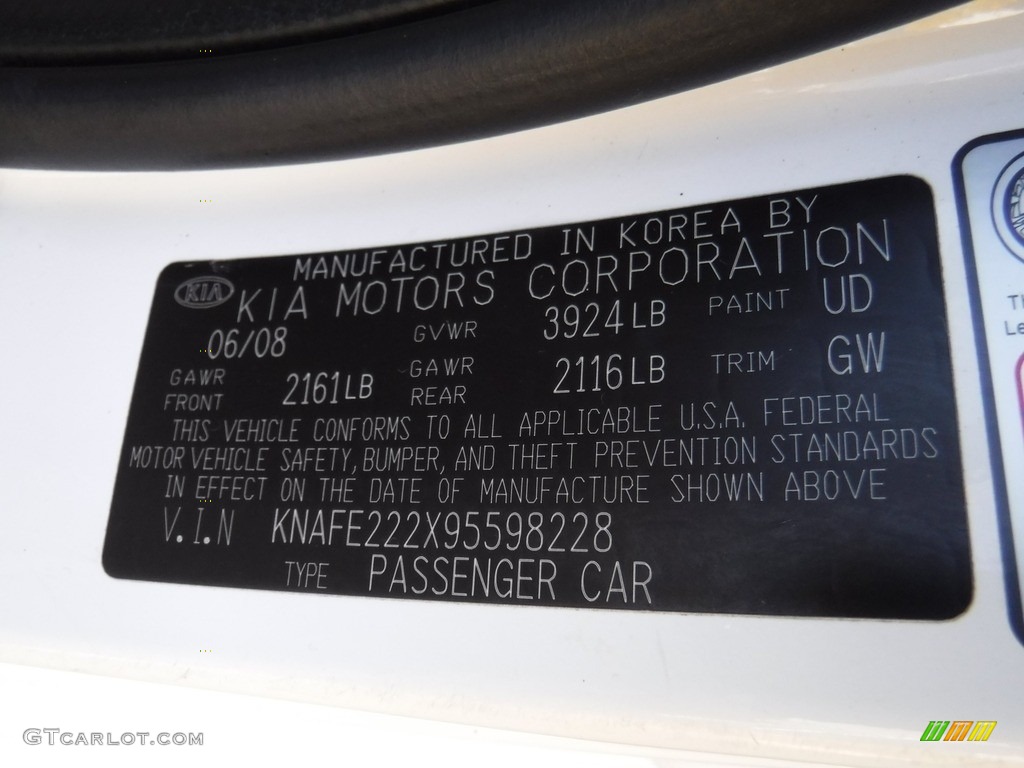 MANUFACTURED IN KOREA BY
KIA KIA MOTORS CORPORATION
06/08 GVWR 3924LB PAINT UD
GAWR FRONT 2161LB GAWR REAR 2116LB TRIM GW
THIS VEHICLE CONFORMS TO ALL APPLICABLE U.S.A. FEDERAL
MOTOR VEHICLE SAFETY, BUMPER, AND THEFT PREVENTION STANDARDS
IN EFFECT ON THE DATE OF MANUFACTURE SHOWN ABOVE
V.I.N KNAFE222X95598228
TYPE PASSENGER CAR
GTCARLOT.COM